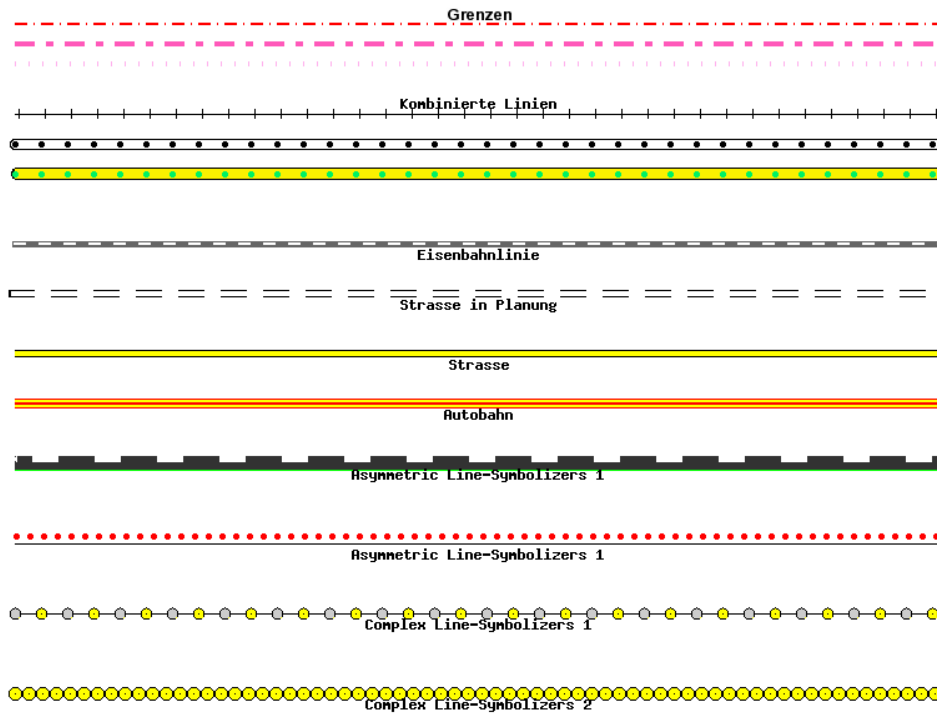 Grenzen
Kombinierte Linien
Eisenbahnlinie
Strasse in Planung
Strasse
Autobahn
Asymmetric Line-Symbolizers 1
Asymmetric Line-Symbolizers 1
Complex Line-Symbolizers 1
Complex Line-Symbolizers 2